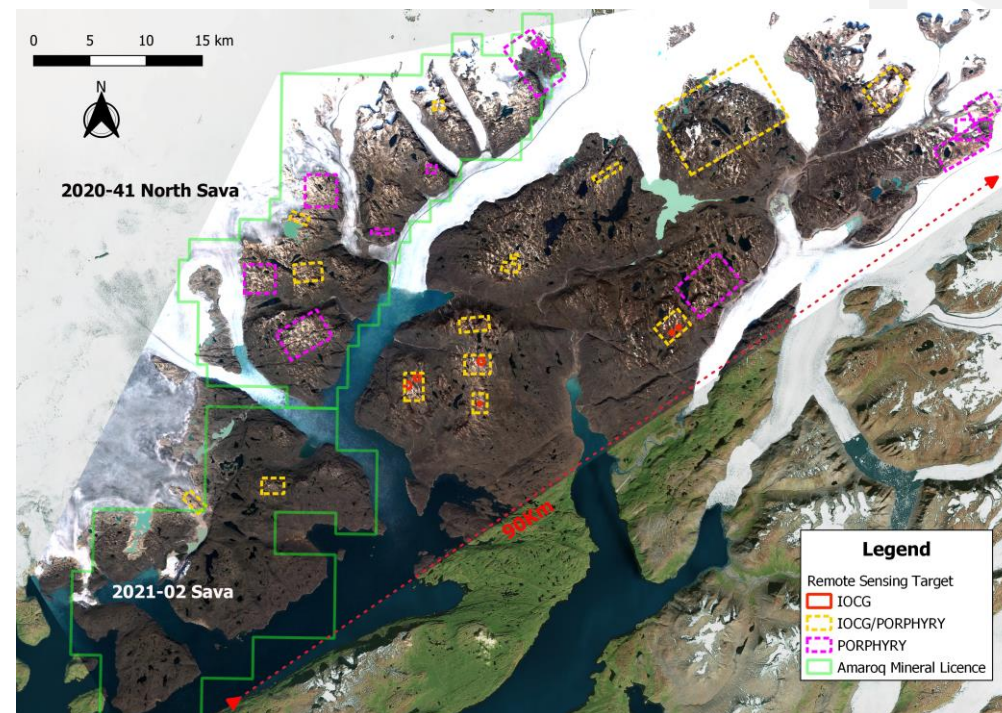 0 5 10 15 km
N
2020-41 North Sava
90Km
2021-02 Sava
Legend
Remote Sensing Target
IOCG
IOCG/PORPHYRY
PORPHYRY
Amaroq Mineral Licence